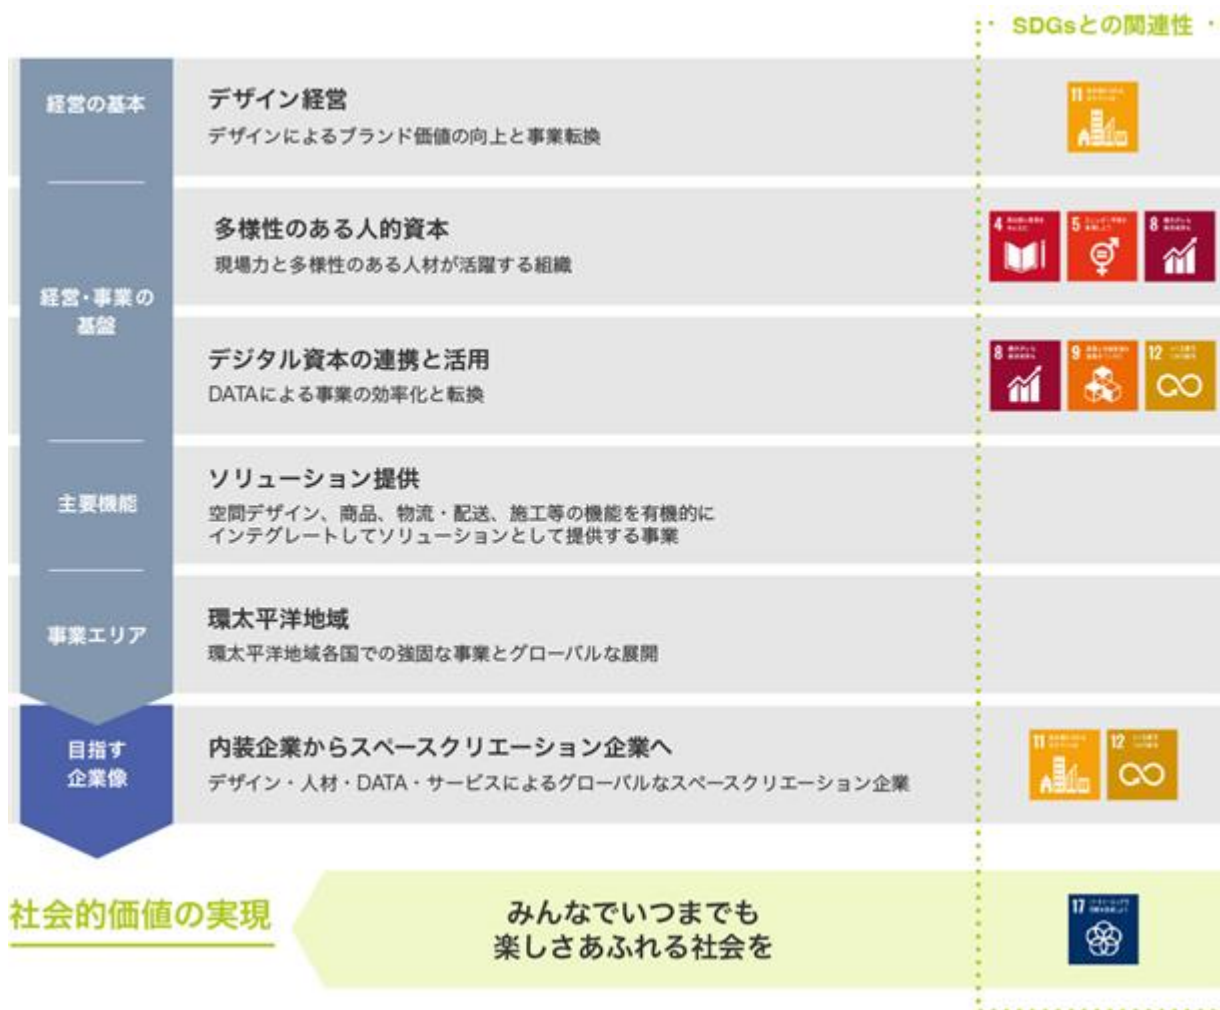 SDGsとの関連性
経営の基本
デザイン経営
デザインによるブランド価値の向上と事業転換
11
経営・事業の
基盤
多様性のある人的資本
現場力と多様性のある人材が活躍する組織
4
5
8
デジタル資本の連携と活用
DATAによる事業の効率化と転換
8
9
12
主要機能
ソリューション提供
空間デザイン、商品、物流・配送、施工等の機能を有機的に
インテグレートしてソリューションとして提供する事業
事業エリア
環太平洋地域
環太平洋地域各国での強固な事業とグローバルな展開
目指す
企業像
内装企業からスペースクリエーション企業へ
デザイン・人材・DATA・サービスによるグローバルなスペースクリエーション企業
11
12
社会的価値の実現
みんなでいつまでも
楽しさあふれる社会を
17